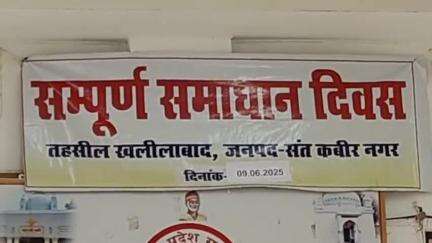 सम्पूर्ण समाधान दिवस
तहसील खलीलाबाद, जनपद-संत कबीर नगर
दिनांक- 09.06.2025